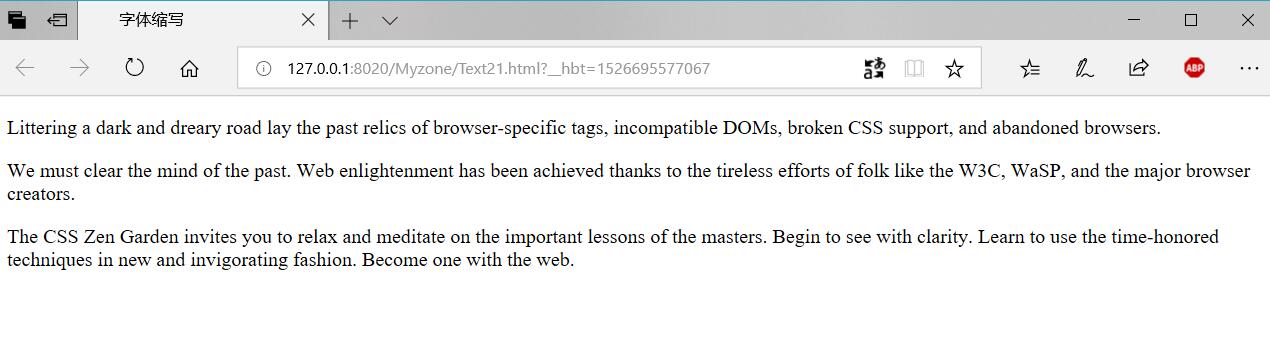 字体缩写
127.0.0.1:8020/Myzone/Text21.html?__hbt=1526695577067
あ
a
ABP
Littering a dark and dreary road lay the past relics of browser-specific tags, incompatible DOMs, broken CSS support, and abandoned browsers.
We must clear the mind of the past. Web enlightenment has been achieved thanks to the tireless efforts of folk like the W3C, WaSP, and the major browser
creators.
The CSS Zen Garden invites you to relax and meditate on the important lessons of the masters. Begin to see with clarity. Learn to use the time-honored
techniques in new and invigorating fashion. Become one with the web.